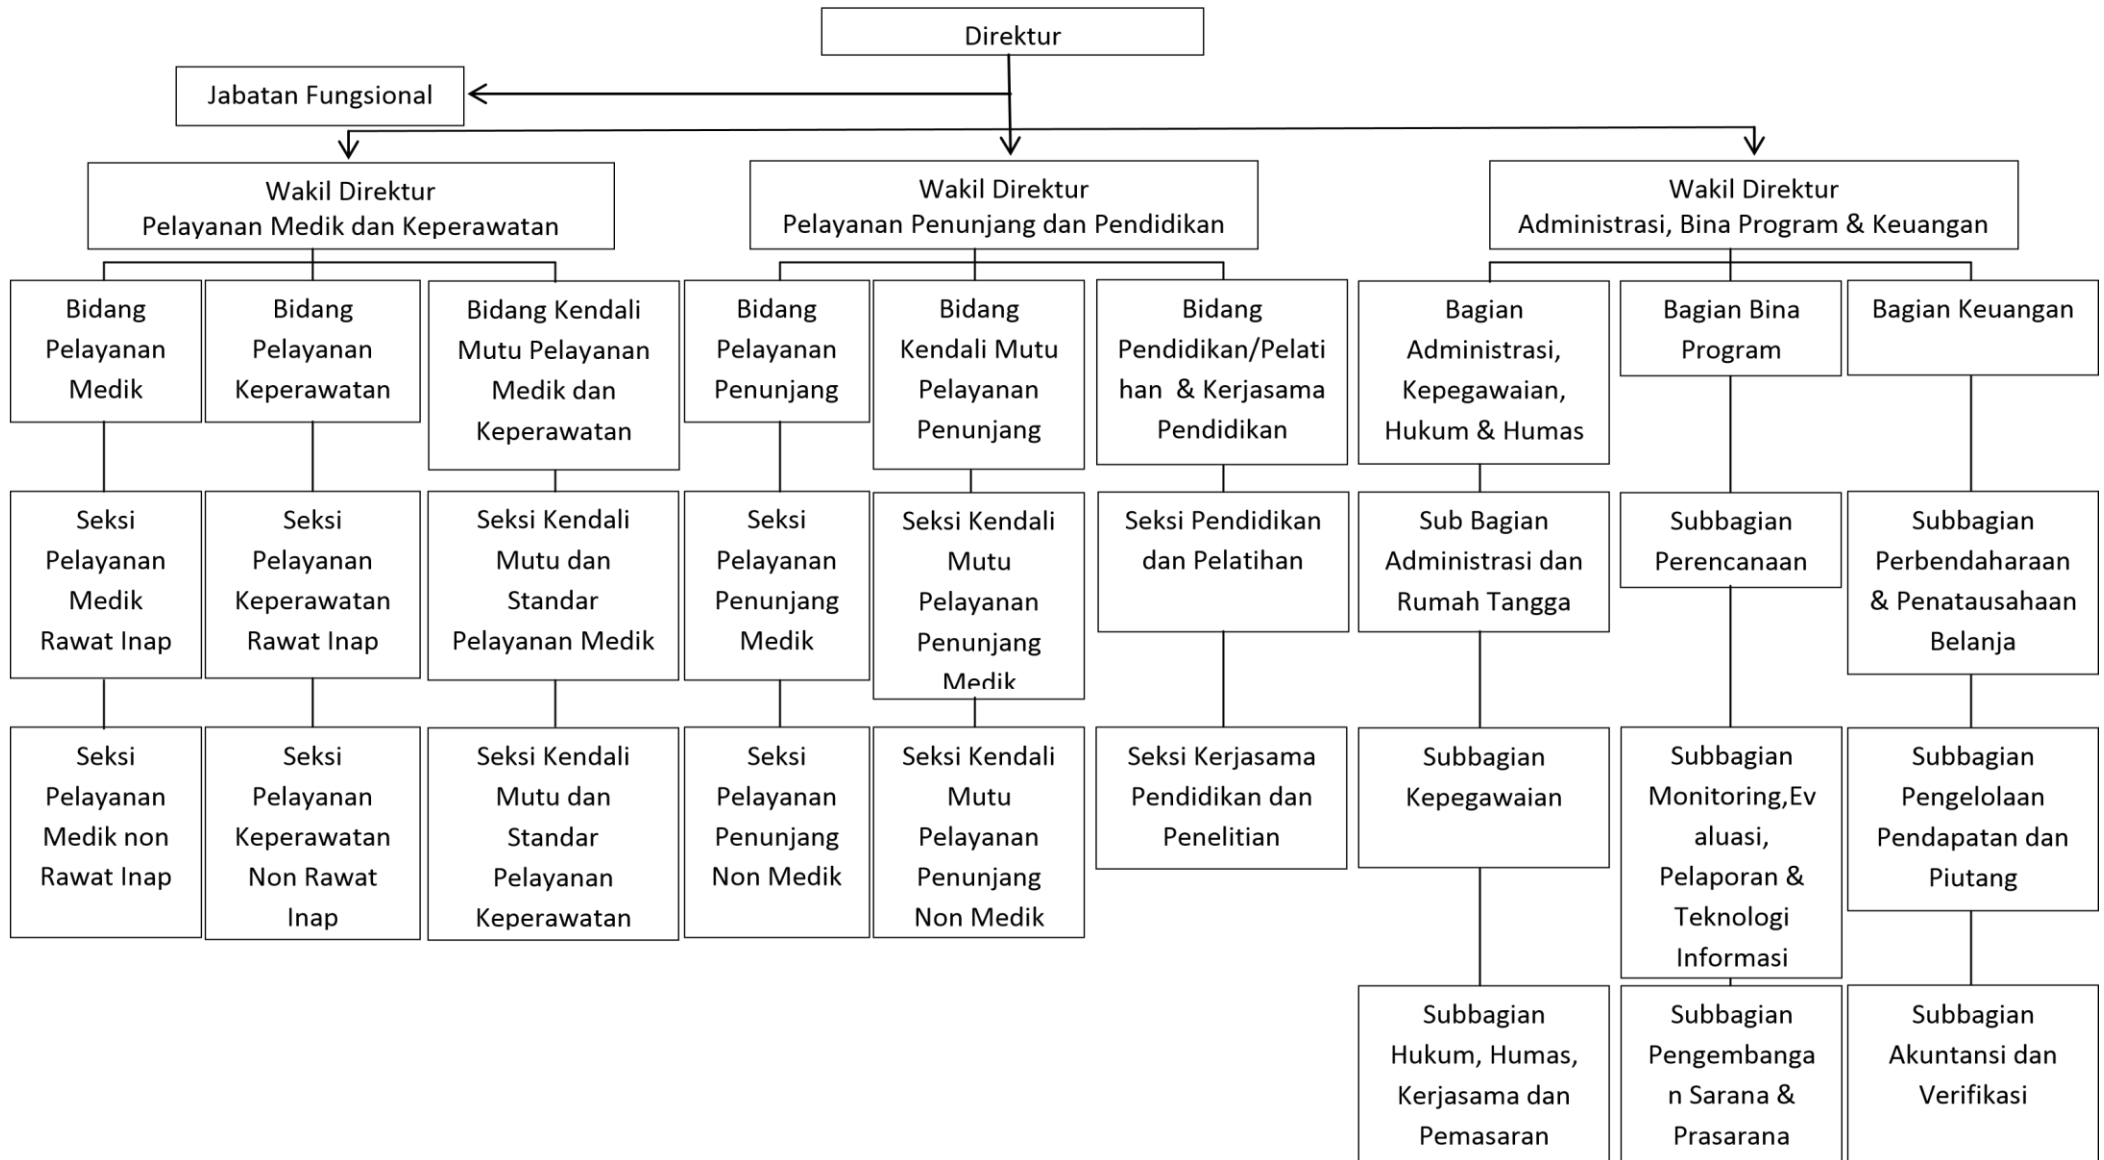 Direktur
Jabatan Fungsional
Wakil Direktur
Pelayanan Medik dan Keperawatan
Wakil Direktur
Pelayanan Penunjang dan Pendidikan
Wakil Direktur
Administrasi, Bina Program & Keuangan
Bidang
Pelayanan
Medik
Bidang
Pelayanan
Keperawatan
Bidang Kendali
Mutu Pelayanan
Medik dan
Keperawatan
Bidang
Pelayanan
Penunjang
Bidang
Kendali Mutu
Pelayanan
Penunjang
Bidang
Pendidikan/Pelati
han & Kerjasama
Pendidikan
Bagian
Administrasi,
Kepegawaian,
Hukum & Humas
Bagian Bina
Program
Bagian Keuangan
Seksi
Pelayanan
Medik
Rawat Inap
Seksi
Pelayanan
Keperawatan
Rawat Inap
Seksi Kendali
Mutu dan
Standar
Pelayanan Medik
Seksi
Pelayanan
Penunjang
Medik
Seksi Kendali
Mutu
Pelayanan
Penunjang
Medik
Seksi Pendidikan
dan Pelatihan
Sub Bagian
Administrasi dan
Rumah Tangga
Subbagian
Perencanaan
Subbagian
Perbendaharaan
& Penatausahaan
Belanja
Seksi
Pelayanan
Medik non
Rawat Inap
Seksi
Pelayanan
Keperawatan
Non Rawat
Inap
Seksi Kendali
Mutu dan
Standar
Pelayanan
Keperawatan
Seksi
Pelayanan
Penunjang
Non Medik
Seksi Kendali
Mutu
Pelayanan
Penunjang
Non Medik
Seksi Kerjasama
Pendidikan dan
Penelitian
Subbagian
Kepegawaian
Subbagian
Monitoring,Ev
aluasi,
Pelaporan &
Teknologi
Informasi
Subbagian
Pengelolaan
Pendapatan dan
Piutang
Subbagian
Hukum, Humas,
Kerjasama dan
Pemasaran
Subbagian
Pengembanga
n Sarana &
Prasarana
Subbagian
Akuntansi dan
Verifikasi